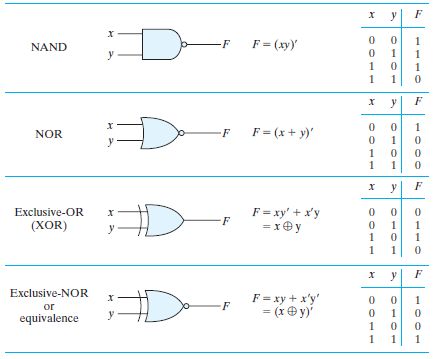 x y F
NAND
x
y
F
F = (xy)′
0 0 1
0 1 1
1 0 1
1 1 0
x y F
NOR
x
y
F
F = (x + y)′
0 0 1
0 1 0
1 0 0
1 1 0
x y F
Exclusive-OR
(XOR)
x
y
F
F = xy′ + x′y
= x ⊕ y
0 0 0
0 1 1
1 0 1
1 1 0
x y F
Exclusive-NOR
or
equivalence
x
y
F
F = xy + x′y′
= (x ⊕ y)′
0 0 1
0 1 0
1 0 0
1 1 1